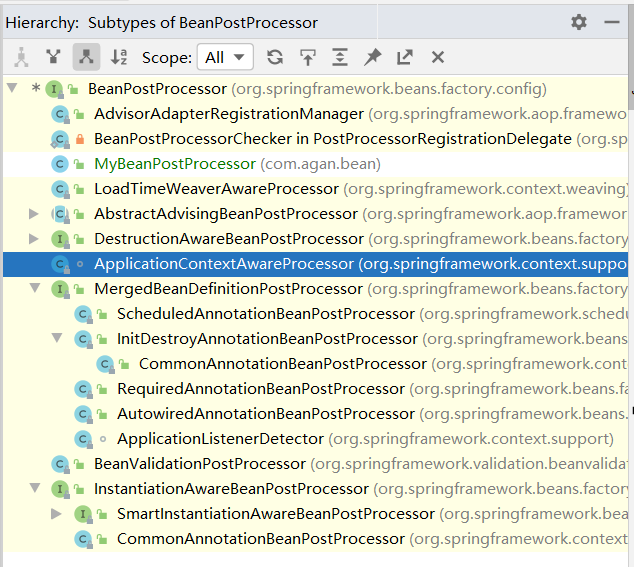 Hierarchy: Subtypes of BeanPostProcessor
Scope: All
BeanPostProcessor (org.springframework.beans.factory.config)
AdvisorAdapterRegistrationManager (org.springframework.aop.framewo
BeanPostProcessorChecker in PostProcessorRegistrationDelegate (org.sp
MyBeanPostProcessor (com.agan.bean)
LoadTimeWeaverAwareProcessor (org.springframework.context.weaving)
AbstractAdvisingBeanPostProcessor (org.springframework.aop.framework
DestructionAwareBeanPostProcessor (org.springframework.beans.factory
ApplicationContextAwareProcessor (org.springframework.context.suppo
MergedBeanDefinitionPostProcessor (org.springframework.beans.factory
ScheduledAnnotationBeanPostProcessor (org.springframework.schedu
InitDestroyAnnotationBeanPostProcessor (org.springframework.beans
CommonAnnotationBeanPostProcessor (org.springframework.cont
RequiredAnnotationBeanPostProcessor (org.springframework.beans.fa
AutowiredAnnotationBeanPostProcessor (org.springframework.beans.
ApplicationListenerDetector (org.springframework.context.support)
BeanValidationPostProcessor (org.springframework.validation.beanvalidat
InstantiationAwareBeanPostProcessor (org.springframework.beans.factory
SmartInstantiationAwareBeanPostProcessor (org.springframework.bea
CommonAnnotationBeanPostProcessor (org.springframework.context